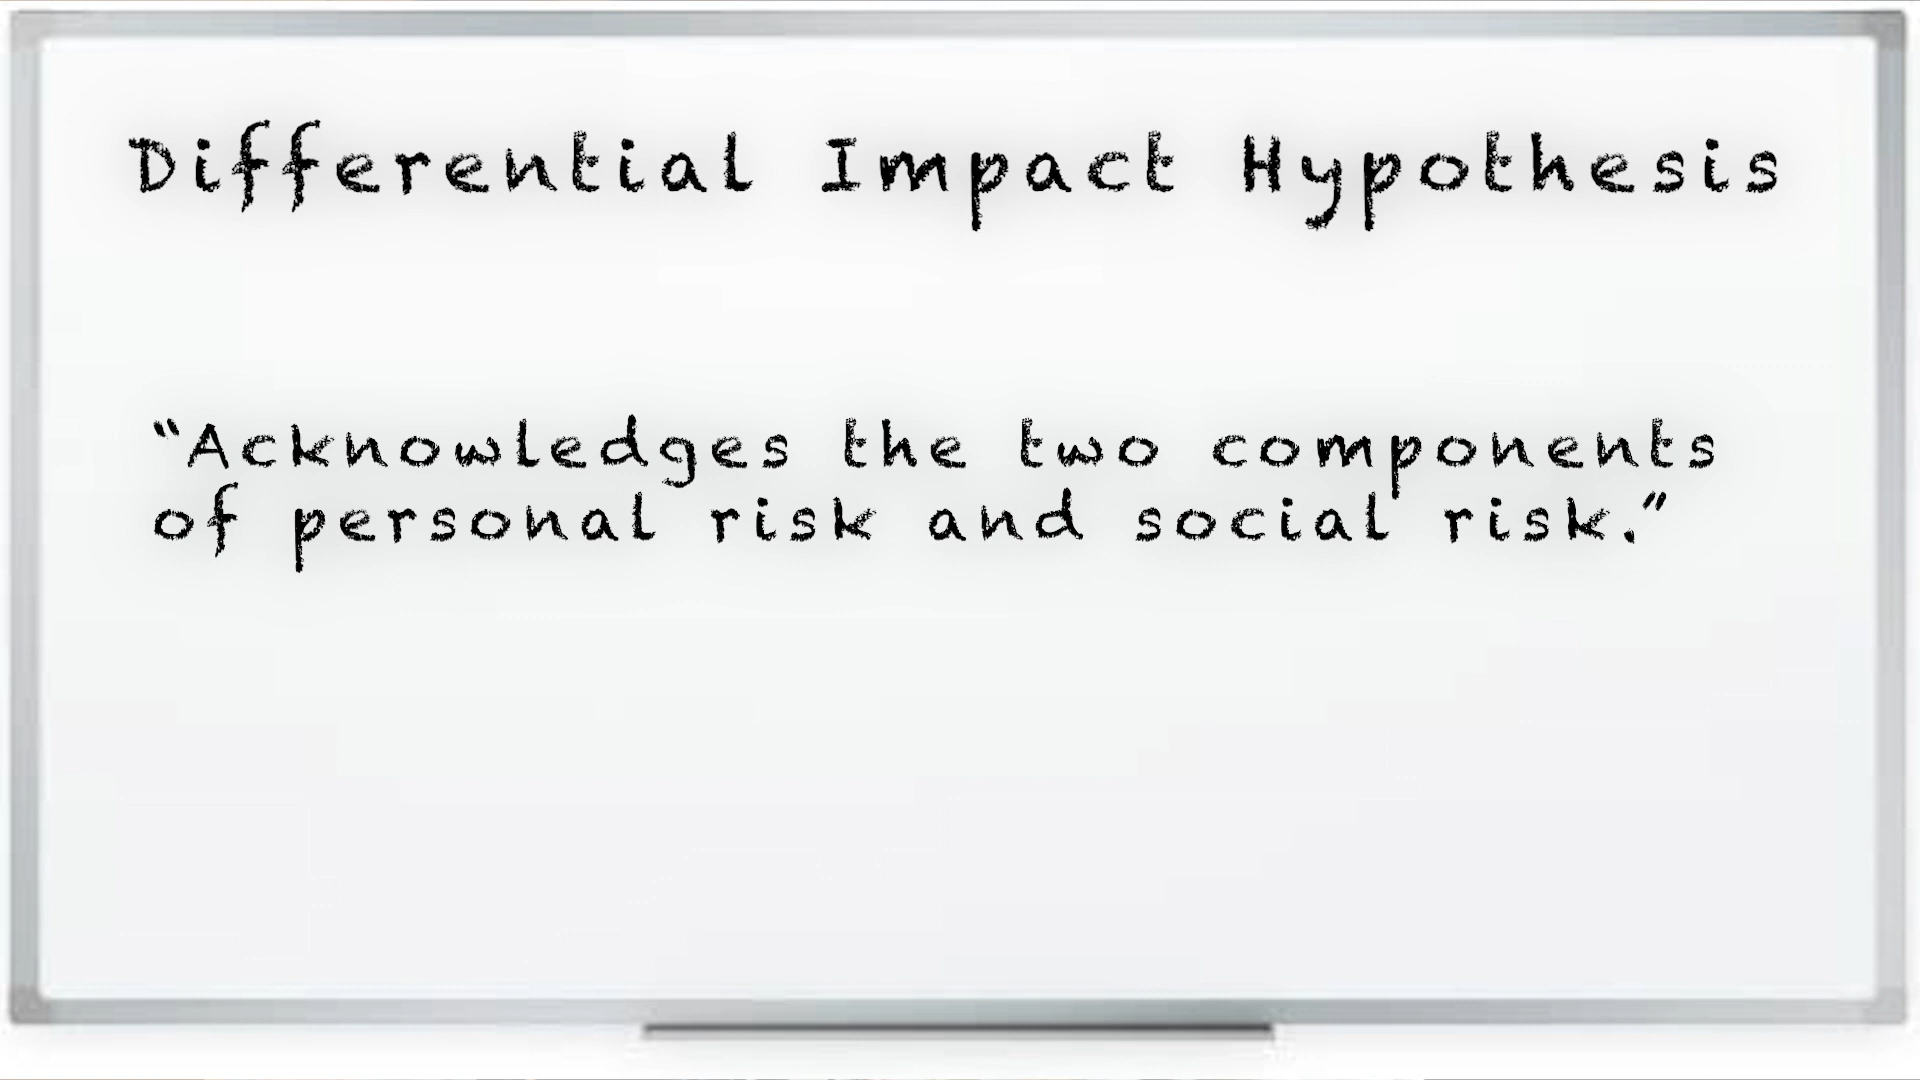 Differential Impact Hypothesis
“Acknowledges the two components
of personal risk and social risk.”